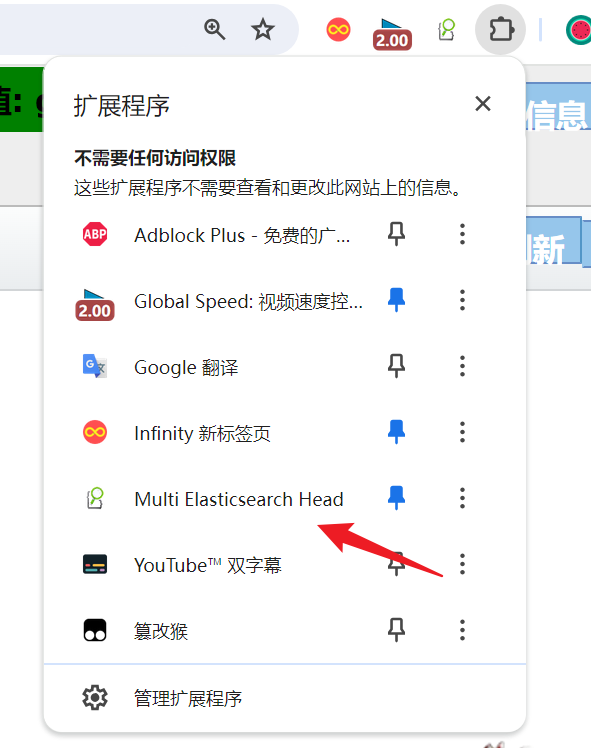 2.00
值:
信息
扩展程序
不需要任何访问权限
这些扩展程序不需要查看和更改此网站上的信息。
ABP Adblock Plus - 免费的广...
刷新
2.00 Global Speed: 视频速度控...
Google 翻译
Infinity 新标签页
Multi Elasticsearch Head
YouTube™ 双字幕
篡改猴
管理扩展程序